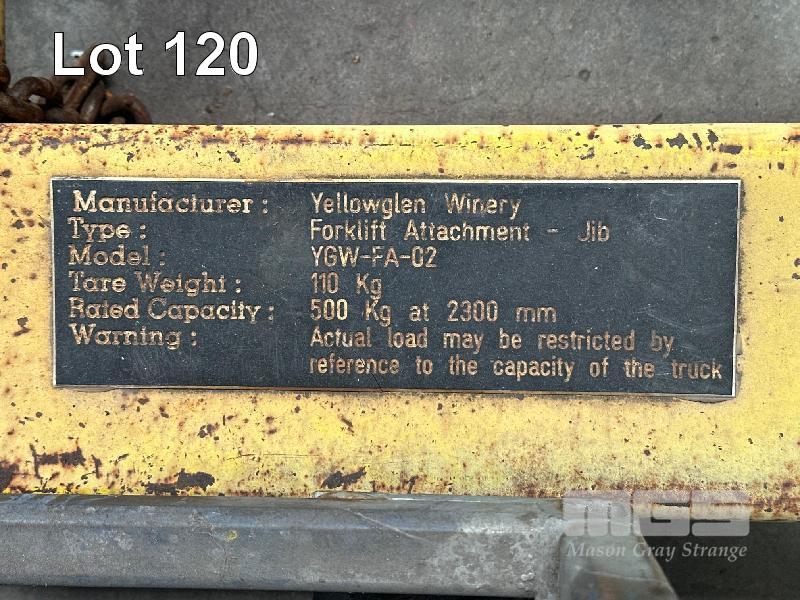 Lot 120
Manufacturer : Yellowglen Winery
Type : Forklift Attachment - Jib
Model : YGW-FA-02
Tare Weight : 110 Kg
Rated Capacity : 500 Kg at 2300 mm
Warning : Actual load may be restricted by
reference to the capacity of the truck
MGS
Mason Gray Strange